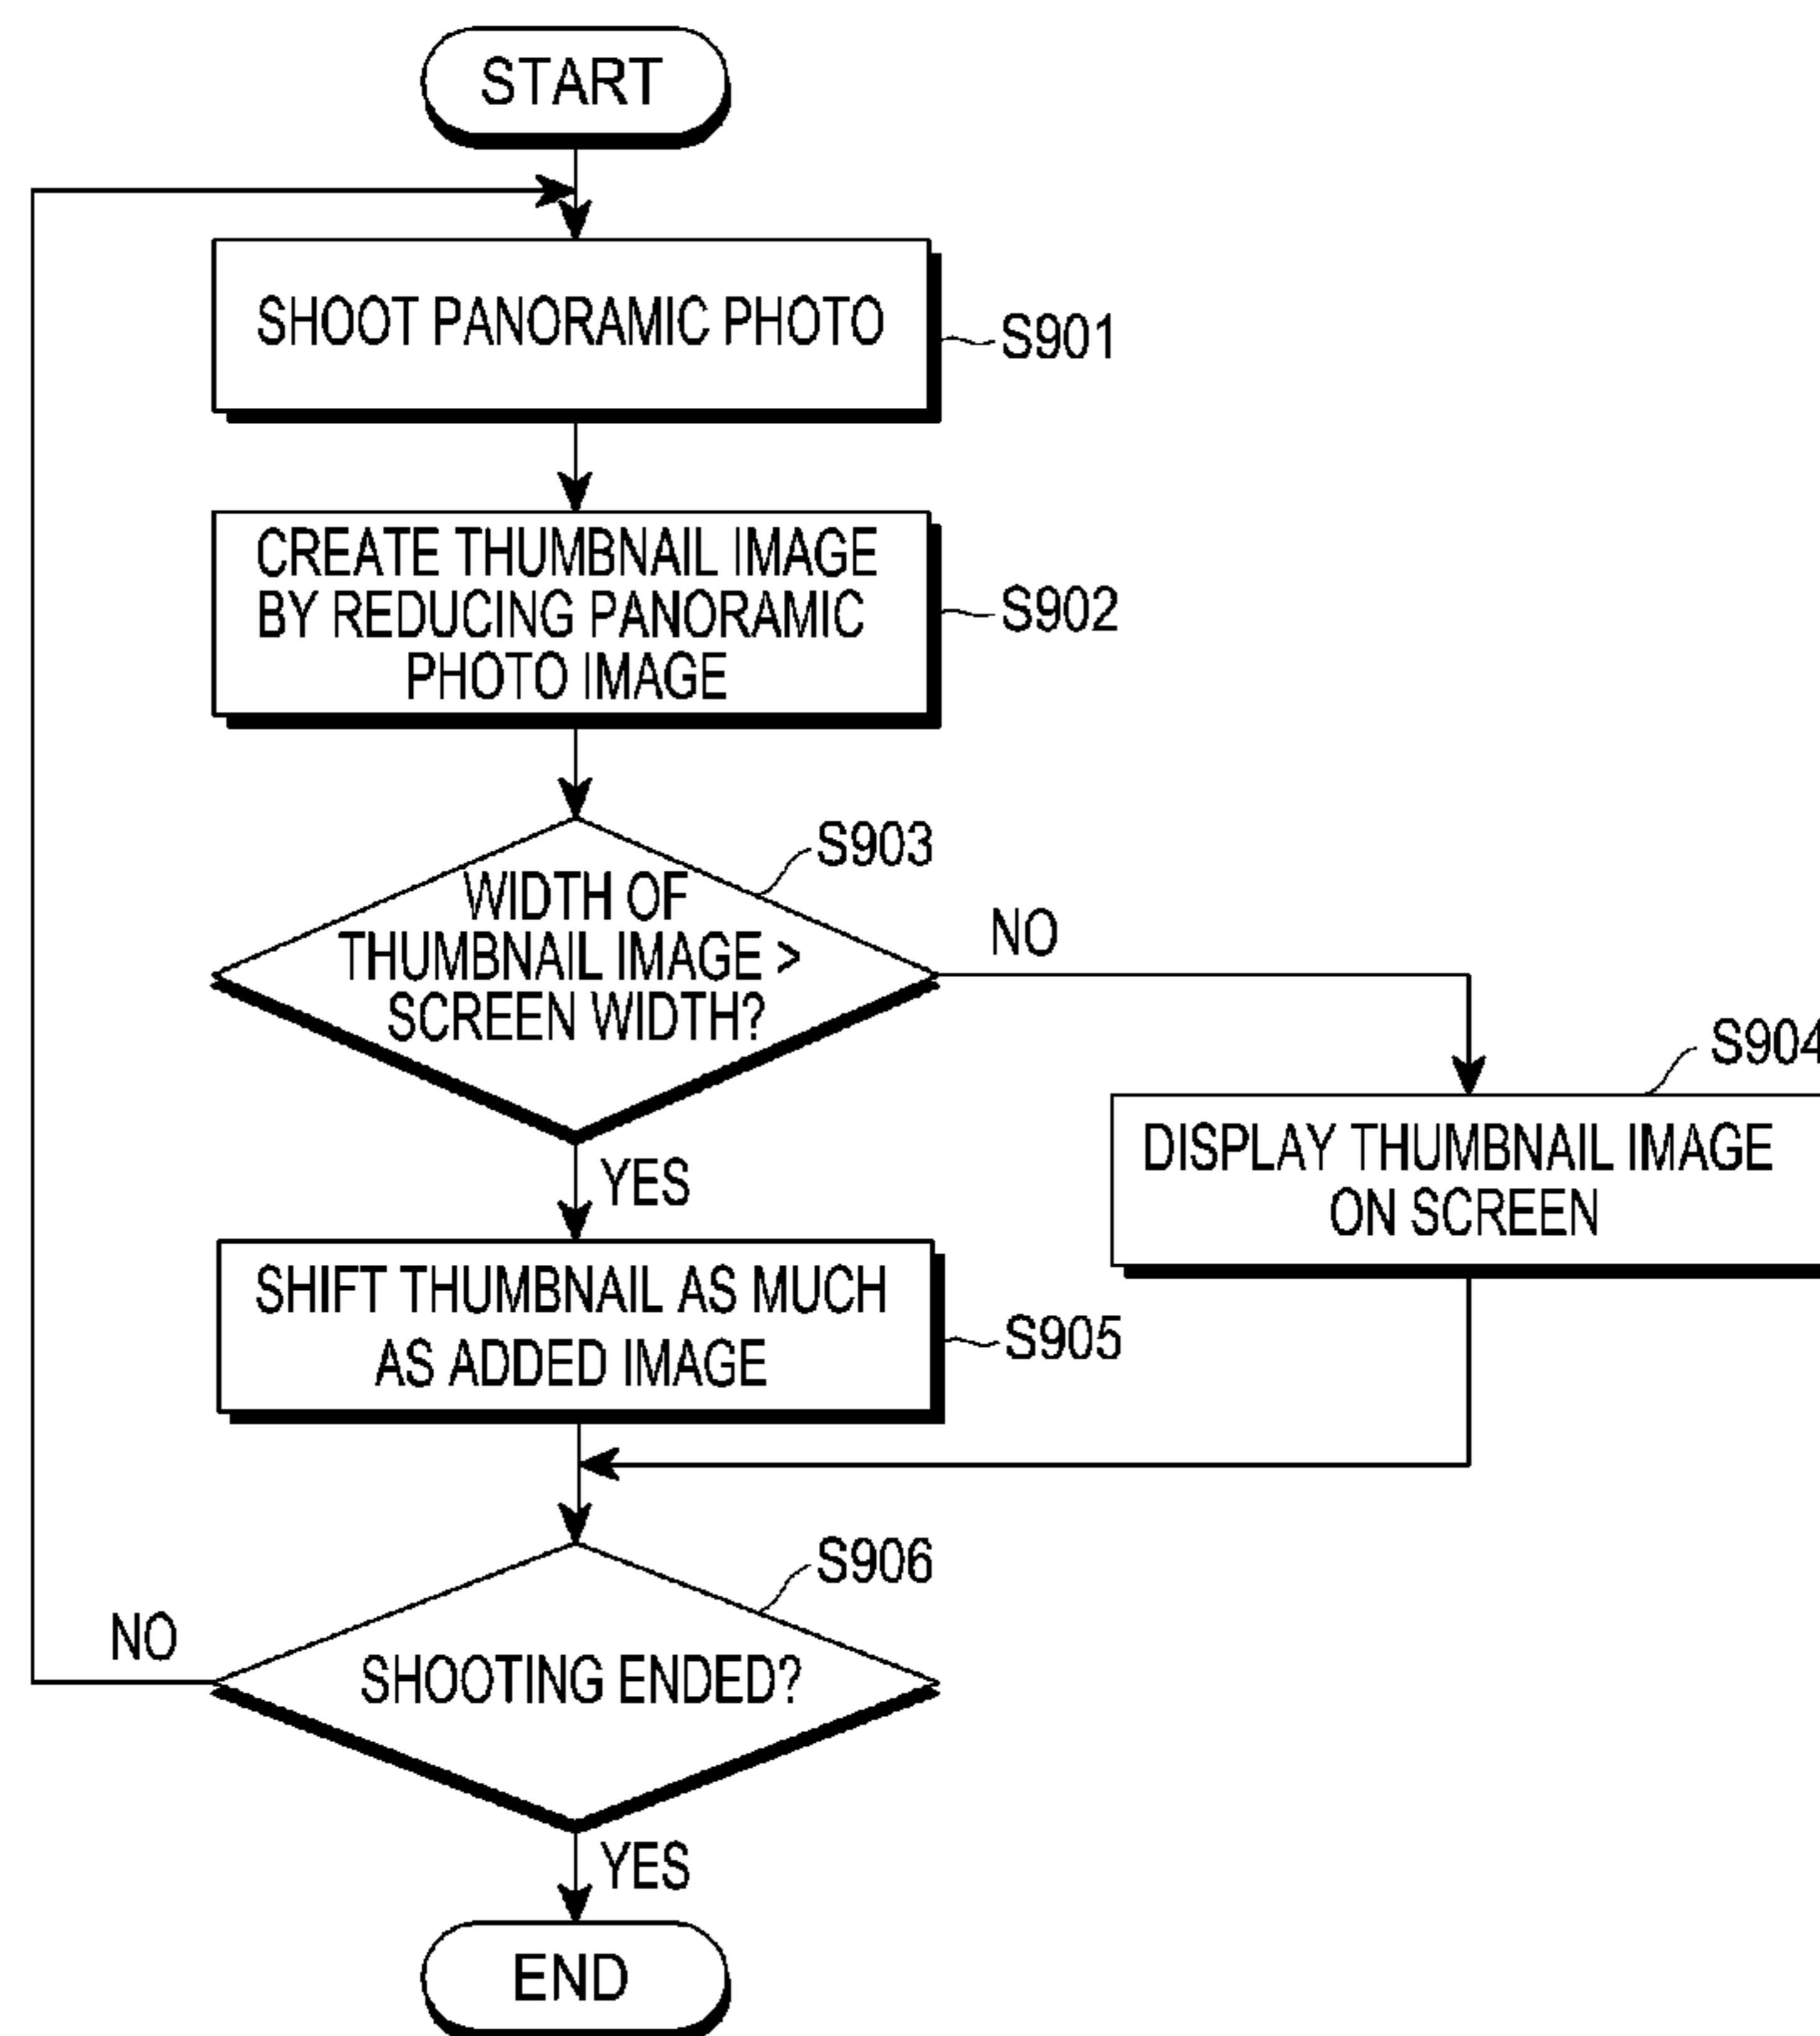 START
SHOOT PANORAMIC PHOTO
S901
CREATE THUMBNAIL IMAGE
BY REDUCING PANORAMIC
PHOTO IMAGE
S902
S903
WIDTH OF
THUMBNAIL IMAGE >
SCREEN WIDTH?
NO
S904
DISPLAY THUMBNAIL IMAGE
ON SCREEN
YES
SHIFT THUMBNAIL AS MUCH
AS ADDED IMAGE
S905
S906
NO
SHOOTING ENDED?
YES
END